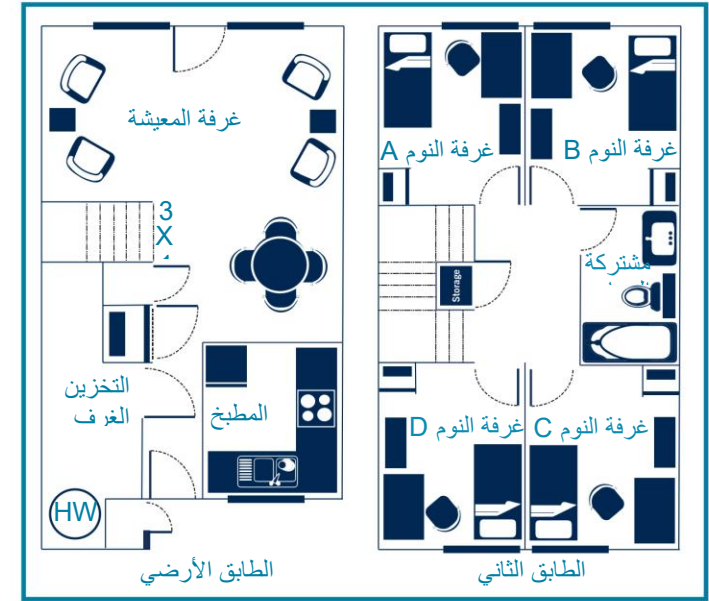 غرفة المعيشة
3
X
التخزين
الغرف
المطبخ
HW
الطابق الأرضي
غرفة النوم A
غرفة النوم B
مشتركة
Storage
غرفة النوم D
غرفة النوم C
الطابق الثاني